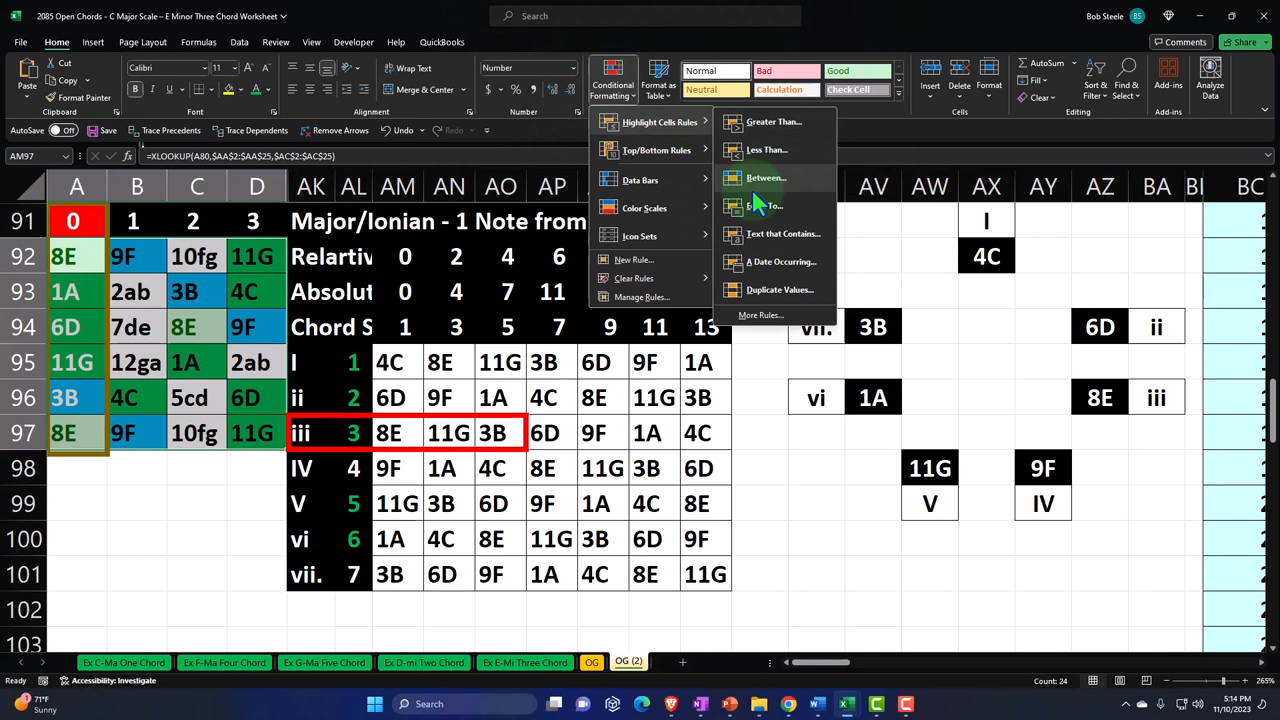 2085 Open Chords - C Major Scale – E Minor Three Chord Worksheet
Search
Bob Steele BS
File Home Insert Page Layout Formulas Data Review View Developer Help QuickBooks Comments Share
Cut
Copy
Format Painter
Paste
Calibri 11
Wrap Text
Merge & Center
Number
Conditional Formatting
Format as Table
Normal Bad Good
Neutral Calculation Check Cell
Insert Delete Format
AutoSum
Fill
Clear
Sort & Filter
Find & Select
Add-ins
Analyze Data
Editing
Cells Add-ins
AutoSave Off Trace Precedents Trace Dependents Remove Arrows Undo Redo
Highlight Cells Rules
Top/Bottom Rules
Data Bars
Color Scales
Icon Sets
New Rule...
Clear Rules
Manage Rules...
Greater Than...
Less Than...
Between...
To...
Text that Contains...
A Date Occurring...
Duplicate Values...
More Rules...
AM97 fx =XLOOKUP(A80,$AA$2:$AA$25,$AC$2:$AC$25)
A B C D AK AL AM AN AO AP AV AW AX AY AZ BA BC
91 0 1 2 3 Major/Ionian - 1 Note from I
92 8E 9F 10fg 11G Relartiv 0 2 4 6 4C
93 1A 2ab 3B 4C Absolut 0 4 7 11
94 6D 7de 8E 9F Chord S 1 3 5 7 9 11 13 vii. 3B 6D ii
95 11G 12ga 1A 2ab I 1 4C 8E 11G 3B 6D 9F 1A
96 3B 4C 5cd 6D ii 2 6D 9F 1A 4C 8E 11G 3B vi 1A 8E iii
97 8E 9F 10fg 11G iii 3 8E 11G 3B 6D 9F 1A 4C
98 IV 4 9F 1A 4C 8E 11G 3B 6D 11G 9F
99 V 5 11G 3B 6D 9F 1A 4C 8E V IV
100 vi 6 1A 4C 8E 11G 3B 6D 9F
101 vii. 7 3B 6D 9F 1A 4C 8E 11G
102
103
Ex C-Ma One Chord Ex F-Ma Four Chord Ex G-Ma Five Chord Ex D-mi Two Chord Ex E-Mi Three Chord OG OG (2)
Ready Accessibility: Investigate Count: 24 265%
71°F
Sunny
Search
5:14 PM
11/10/2023